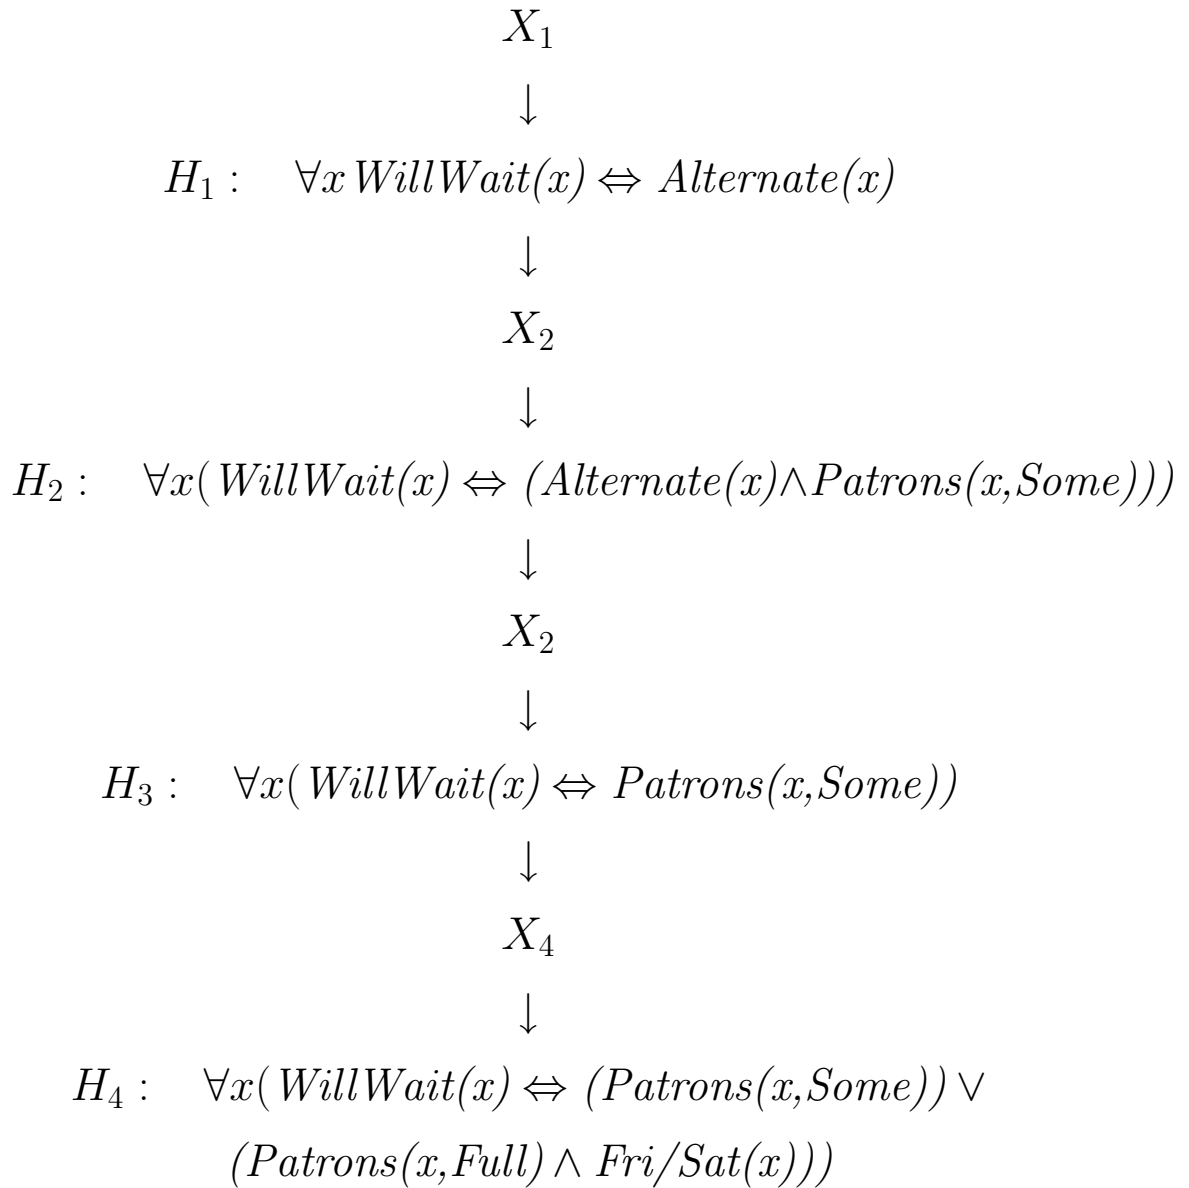 X₁
↓
H₁ : ∀x WillWait(x) ⇔ Alternate(x)
↓
X₂
↓
H₂ : ∀x( WillWait(x) ⇔ (Alternate(x)∧Patrons(x,Some)))
↓
X₂
↓
H₃ : ∀x( WillWait(x) ⇔ Patrons(x,Some))
↓
X₄
↓
H₄ : ∀x( WillWait(x) ⇔ (Patrons(x,Some)) ∨
(Patrons(x,Full) ∧ Fri/Sat(x)))